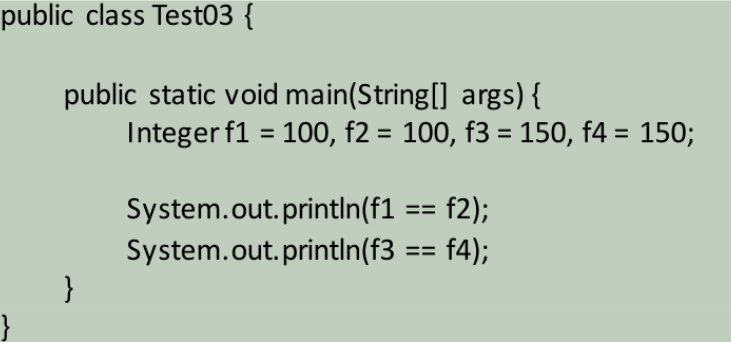 public class Test03 {
public static void main(String[] args) {
Integer f1 = 100, f2 = 100, f3 = 150, f4 = 150;
System.out.println(f1 == f2);
System.out.println(f3 == f4);
}
}